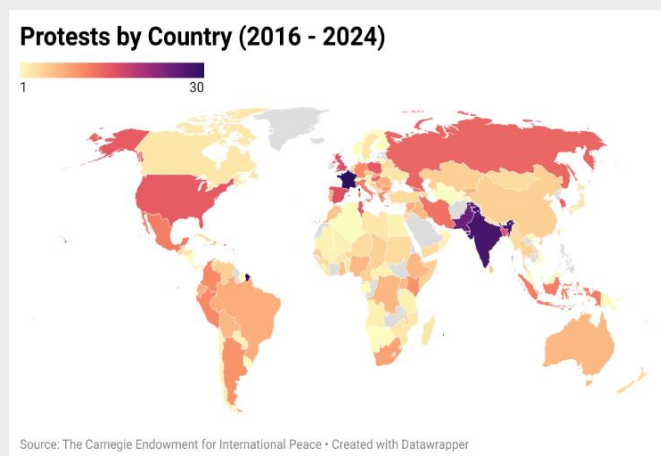 Protests by Country (2016 - 2024)
1 30
Source: The Carnegie Endowment for International Peace • Created with Datawrapper